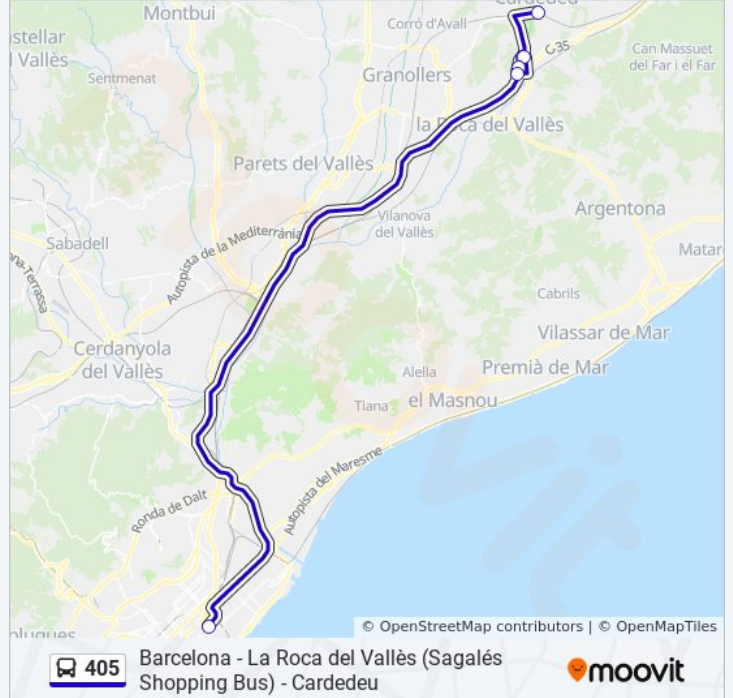 Cardedeu
Montbui
Corró d'Avall
C-35
Can Massuet
del Far i el Far
Vallès
Sentmenat
Granollers
la Roca del Vallès
Parets del Vallès
Argentona
Vilanova
del Vallès
Sabadell
Autopista de la Mediterrània
Cabrils
Cerdanyola
del Vallès
Vilassar de Mar
Alella
Premià de Mar
Tiana
el Masnou
Autopista del Maresme
Ronda de Dalt
© OpenStreetMap contributors | © OpenMapTiles
405
Barcelona - La Roca del Vallès (Sagalés
Shopping Bus) - Cardedeu
moovit